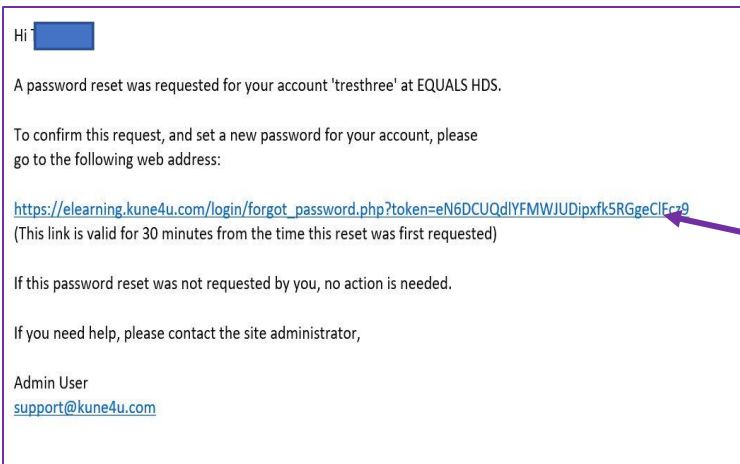 Hi
A password reset was requested for your account 'tresthree' at EQUALS HDS.
To confirm this request, and set a new password for your account, please
go to the following web address:
https://elearning.kune4u.com/login/forgot_password.php?token=eN6DCUQdlYFMWJUDipxfk5RGgeClFcz9
(This link is valid for 30 minutes from the time this reset was first requested)
If this password reset was not requested by you, no action is needed.
If you need help, please contact the site administrator,
Admin User
support@kune4u.com